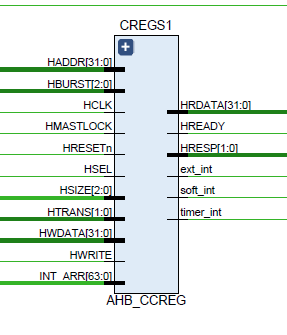 CREGS1
HADDR[31:0]
HBURST[2:0]
HCLK
HMASTLOCK
HRESETn
HSEL
HSIZE[2:0]
HTRANS[1:0]
HWDATA[31:0]
HWRITE
INT_ARR[63:0]
HRDATA[31:0]
HREADY
HRESP[1:0]
ext_int
soft_int
timer_int
AHB_CCREG